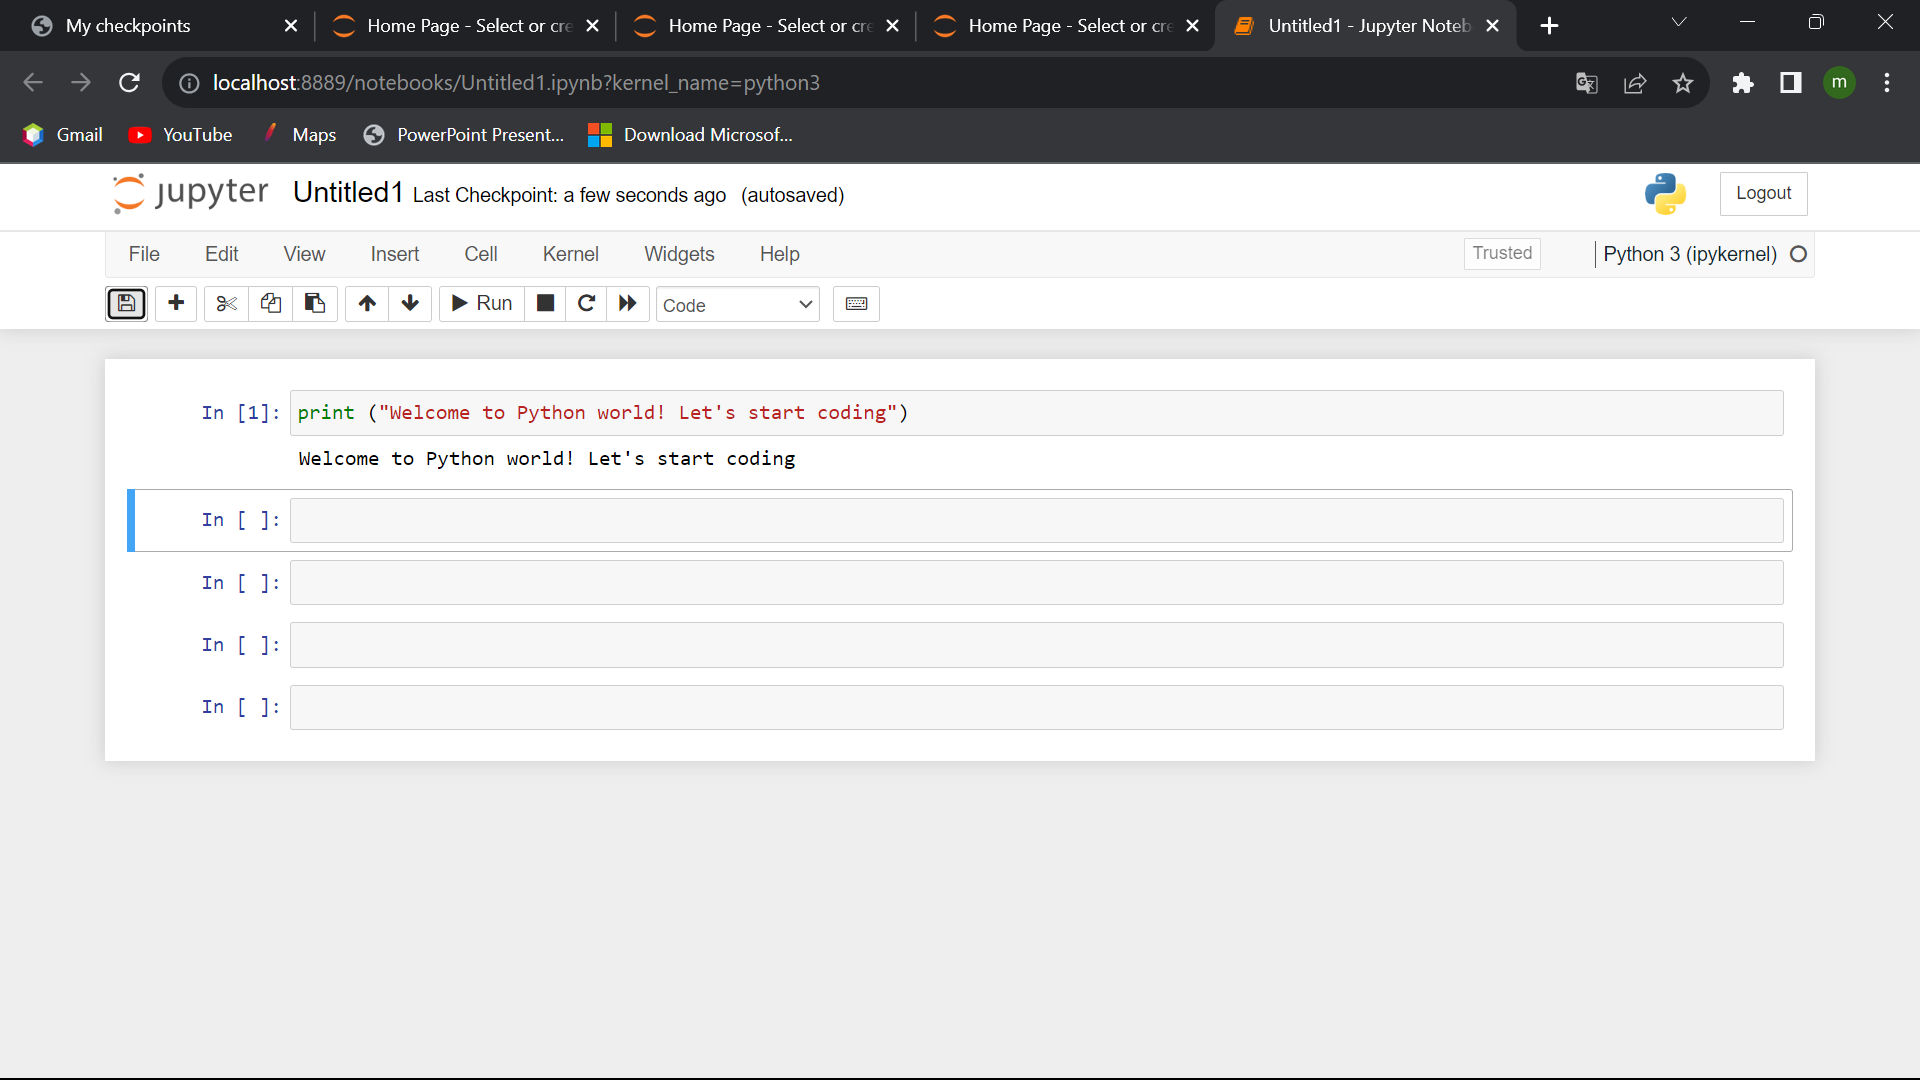 My checkpoints
Home Page - Select or cre
Home Page - Select or cre
Home Page - Select or cre
Untitled1 - Jupyter Noteb
localhost:8889/notebooks/Untitled1.ipynb?kernel_name=python3
m
Gmail
YouTube
Maps
PowerPoint Present...
Download Microsof...
jupyter
Untitled1 Last Checkpoint: a few seconds ago (autosaved)
Logout
File Edit View Insert Cell Kernel Widgets Help
Trusted
Python 3 (ipykernel)
Run
Code
In [1]: print ("Welcome to Python world! Let's start coding")
Welcome to Python world! Let's start coding
In [ ]:
In [ ]:
In [ ]:
In [ ]: